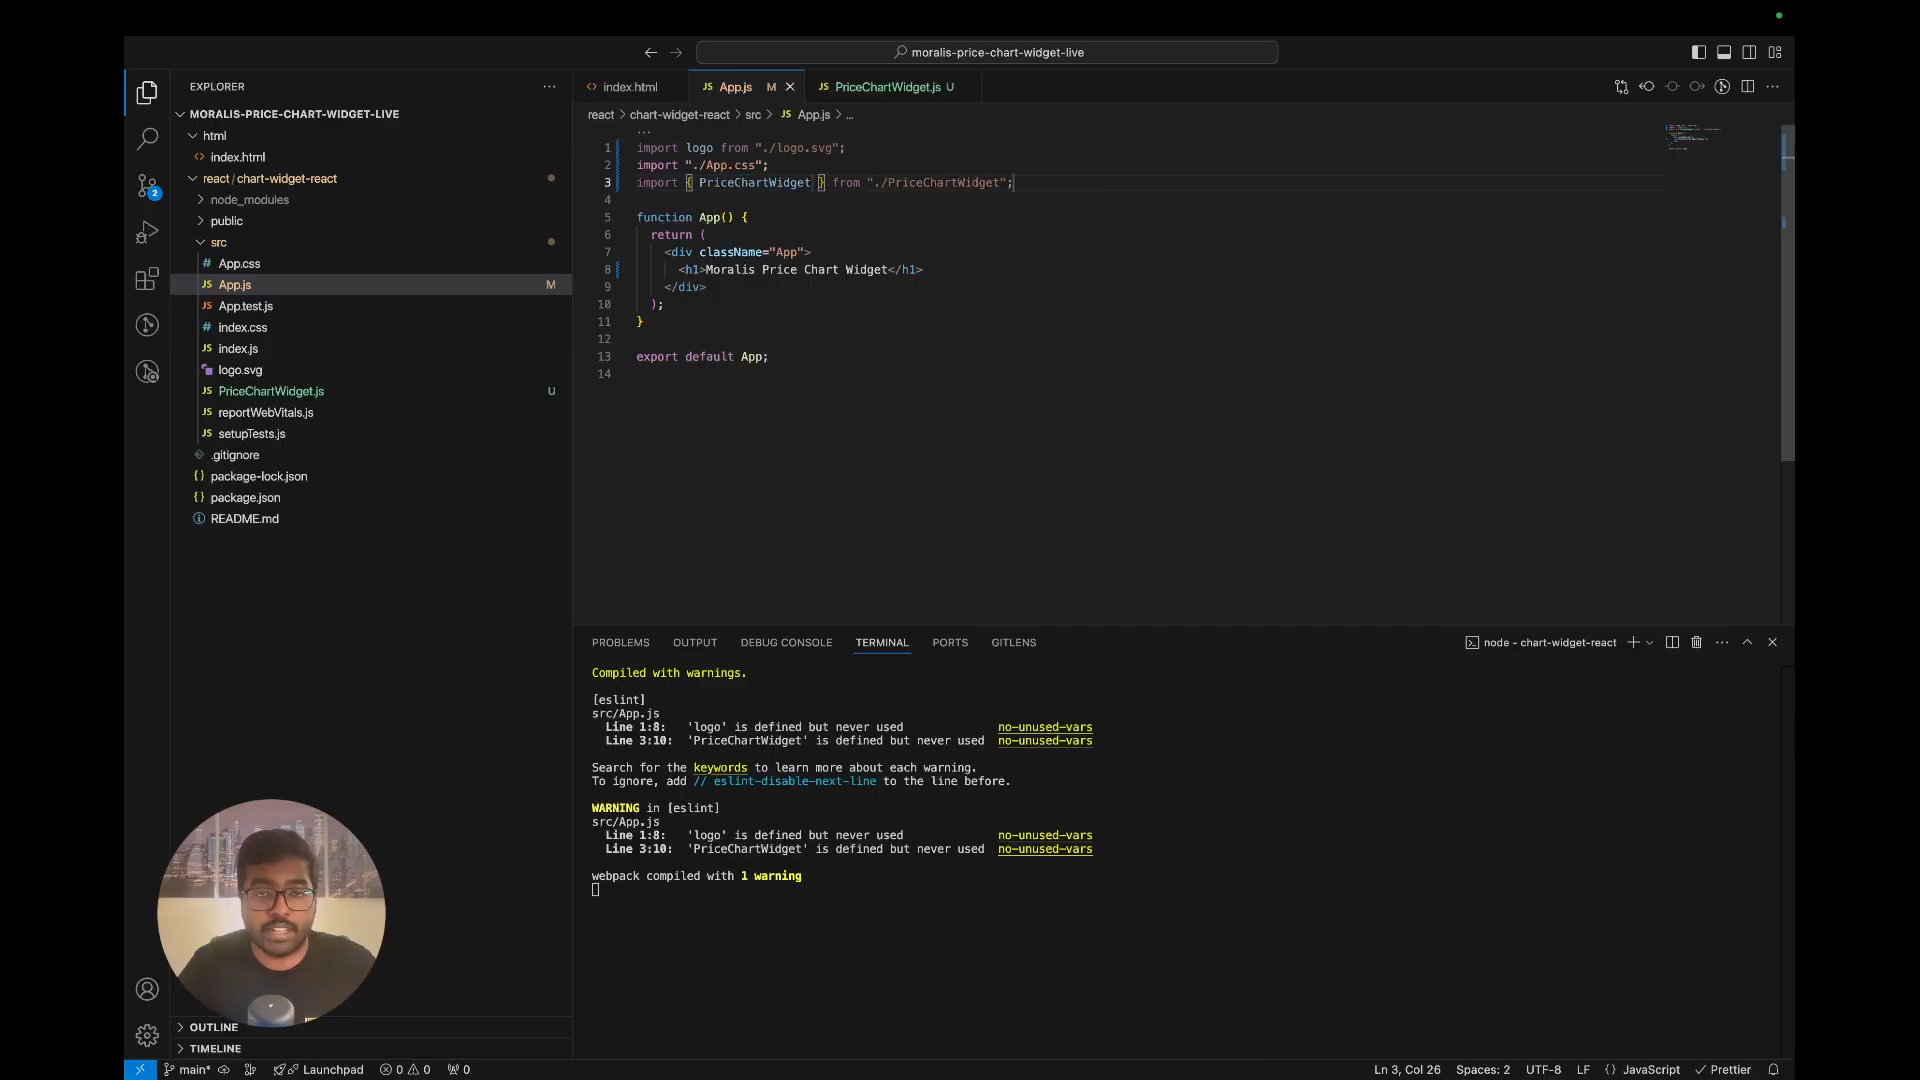 moralis-price-chart-widget-live
EXPLORER
MORALIS-PRICE-CHART-WIDGET-LIVE
html
index.html
react / chart-widget-react
node_modules
public
src
App.css
App.js M
App.test.js
index.css
index.js
logo.svg
PriceChartWidget.js U
reportWebVitals.js
setupTests.js
.gitignore
package-lock.json
package.json
README.md
OUTLINE
TIMELINE
2
index.html
App.js M
PriceChartWidget.js U
react > chart-widget-react > src > JS App.js > ...
1 import logo from "./logo.svg";
2 import "./App.css";
3 import { PriceChartWidget } from "./PriceChartWidget";
4
5 function App() {
6 return (
7 <div className="App">
8 <h1>Moralis Price Chart Widget</h1>
9 </div>
10 );
11 }
12
13 export default App;
14
PROBLEMS OUTPUT DEBUG CONSOLE TERMINAL PORTS GITLENS
node - chart-widget-react
Compiled with warnings.
[eslint]
src/App.js
Line 1:8: 'logo' is defined but never used no-unused-vars
Line 3:10: 'PriceChartWidget' is defined but never used no-unused-vars
Search for the keywords to learn more about each warning.
To ignore, add // eslint-disable-next-line to the line before.
WARNING in [eslint]
src/App.js
Line 1:8: 'logo' is defined but never used no-unused-vars
Line 3:10: 'PriceChartWidget' is defined but never used no-unused-vars
webpack compiled with 1 warning
main* Launchpad 0 0 0 Ln 3, Col 26 Spaces: 2 UTF-8 LF {} JavaScript Prettier